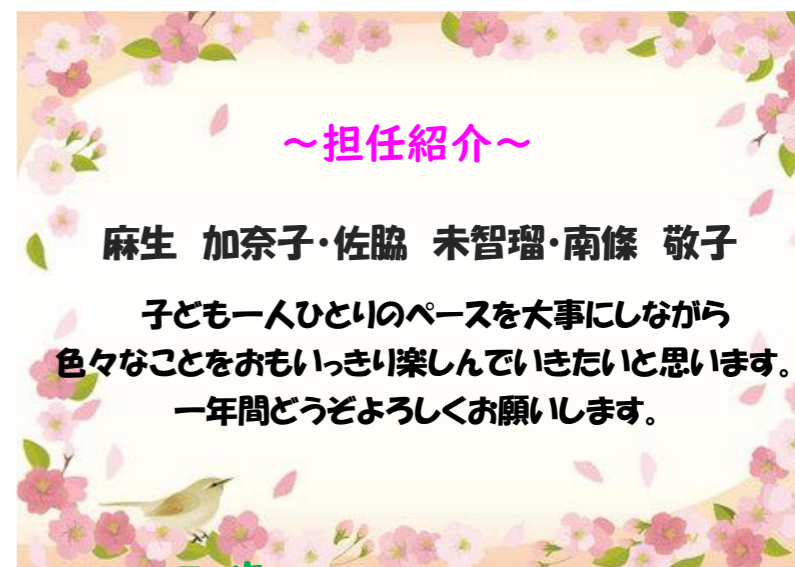 ～担任紹介～
麻生 加奈子・佐脇 未智瑠・南條 敬子
子ども一人ひとりのペースを大事にしながら
色々なことをおもいっきり楽しんでいきたいと思います。
一年間どうぞよろしくお願いします。